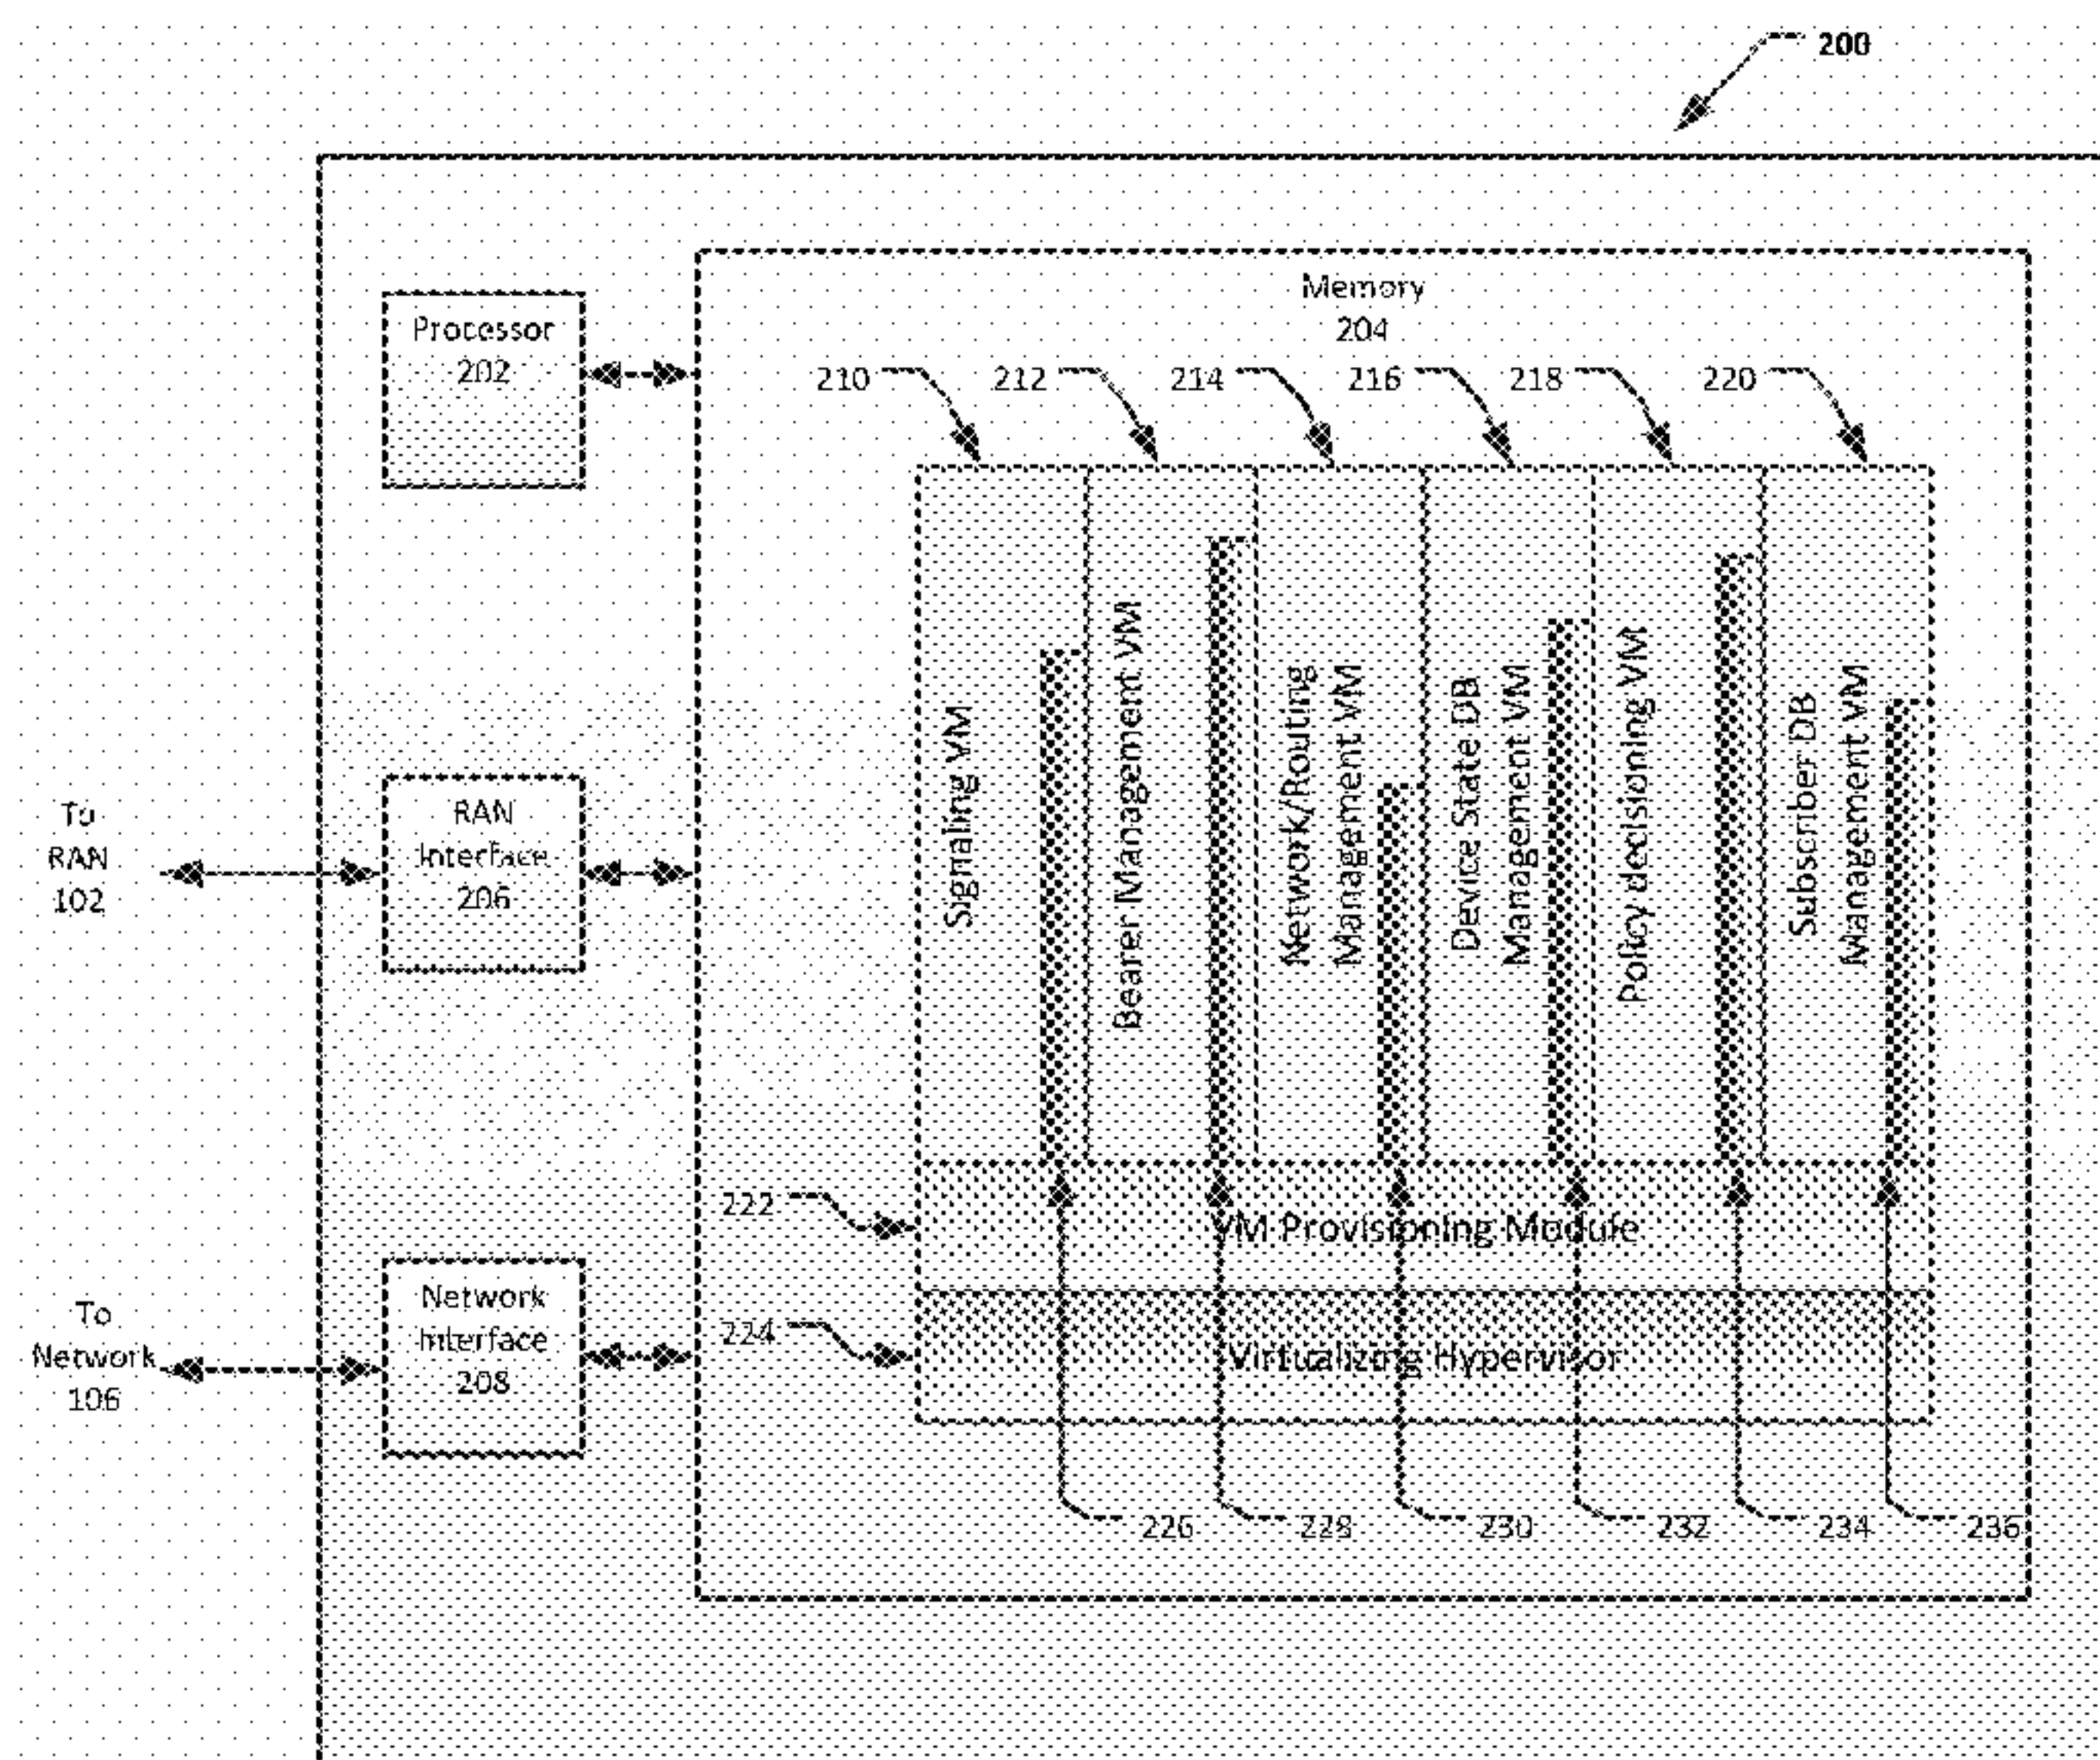 200
Memory
204
Processor
202
210
212
214
216
218
220
Signaling VM
Bearer Management VM
Network/Routing
Management VM
Device State DB
Management VM
Policy decisioning VM
Subscriber DB
Management VM
To
RAN
102
RAN
Interface
206
222
VM Provisioning Module
To
Network
106
Network
Interface
208
224
Virtualizing Hypervisor
226
228
230
232
234
236